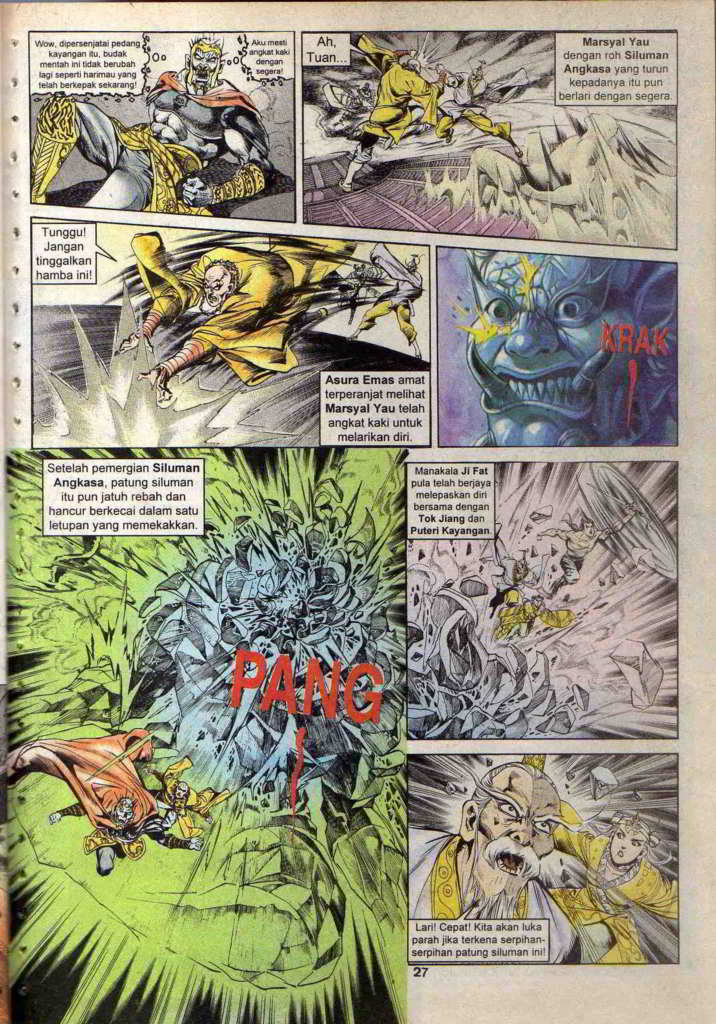 Wow, dipersenjatai pedang
kayangan itu, budak
mentah ini tidak berubah
lagi seperti harimau yang
telah berkepak sekarang!
Aku mesti
angkat kaki
dengan
segera!
Ah,
Tuan...
Marsyal Yau
dengan roh Siluman
Angkasa yang turun
kepadanya itu pun
berlari dengan segera.
Tunggu!
Jangan
tinggalkan
hamba ini!
Asura Emas amat
terperanjat melihat
Marsyal Yau telah
angkat kaki untuk
melarikan diri.
KRAK
!
Setelah pemergian Siluman
Angkasa, patung siluman
itu pun jatuh rebah dan
hancur berkecai dalam satu
letupan yang memekakkan.
PANG
!
Manakala Ji Fat
pula telah berjaya
melepaskan diri
bersama dengan
Tok Jiang dan
Puteri Kayangan.
Lari! Cepat! Kita akan luka
parah jika terkena serpihan-
serpihan patung siluman ini!
27